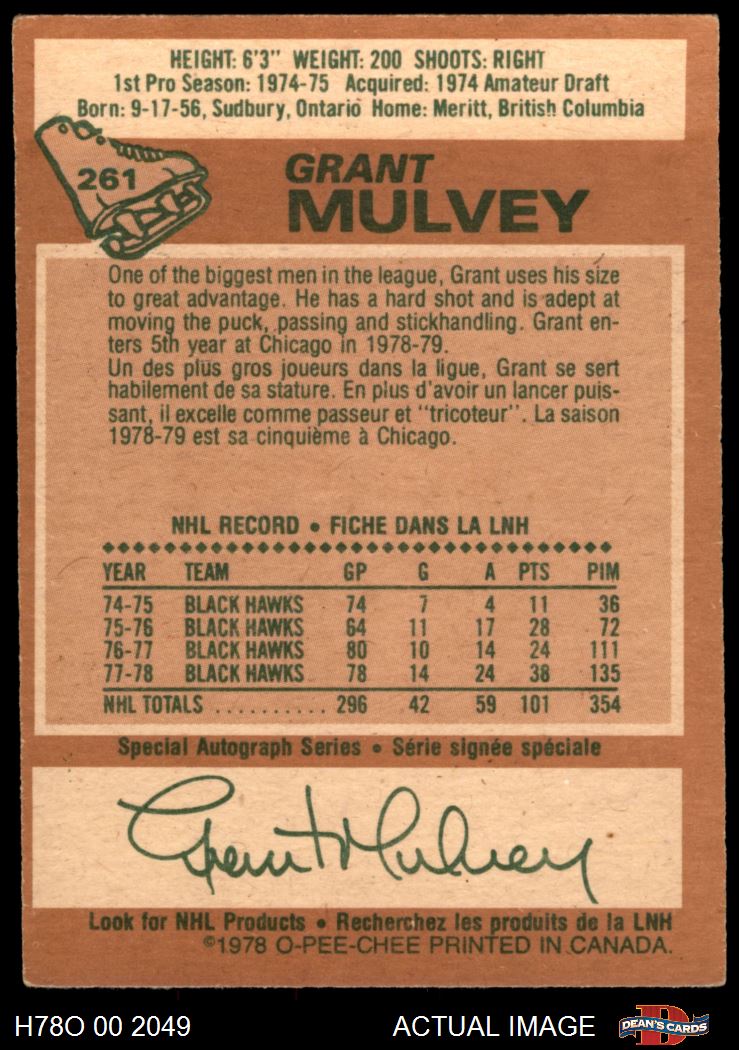 HEIGHT: 6'3" WEIGHT: 200 SHOOTS: RIGHT
1st Pro Season: 1974-75 Acquired: 1974 Amateur Draft
Born: 9-17-56, Sudbury, Ontario Home: Meritt, British Columbia
261
GRANT
MULVEY
One of the biggest men in the league, Grant uses his size
to great advantage. He has a hard shot and is adept at
moving the puck, passing and stickhandling. Grant en-
ters 5th year at Chicago in 1978-79.
Un des plus gros joueurs dans la ligue, Grant se sert
habilement de sa stature. En plus d'avoir un lancer puis-
sant, il excelle comme passeur et "tricoteur". La saison
1978-79 est sa cinquième à Chicago.
NHL RECORD • FICHE DANS LA LNH
YEAR TEAM GP G A PTS PIM
74-75 BLACK HAWKS 74 7 4 11 36
75-76 BLACK HAWKS 64 11 17 28 72
76-77 BLACK HAWKS 80 10 14 24 111
77-78 BLACK HAWKS 78 14 24 38 135
NHL TOTALS .......... 296 42 59 101 354
Special Autograph Series • Série signée spéciale
Grant Mulvey
Look for NHL Products • Recherchez les produits de la LNH
©1978 O-PEE-CHEE PRINTED IN CANADA.
H78O 00 2049 ACTUAL IMAGE D DEAN'S CARDS